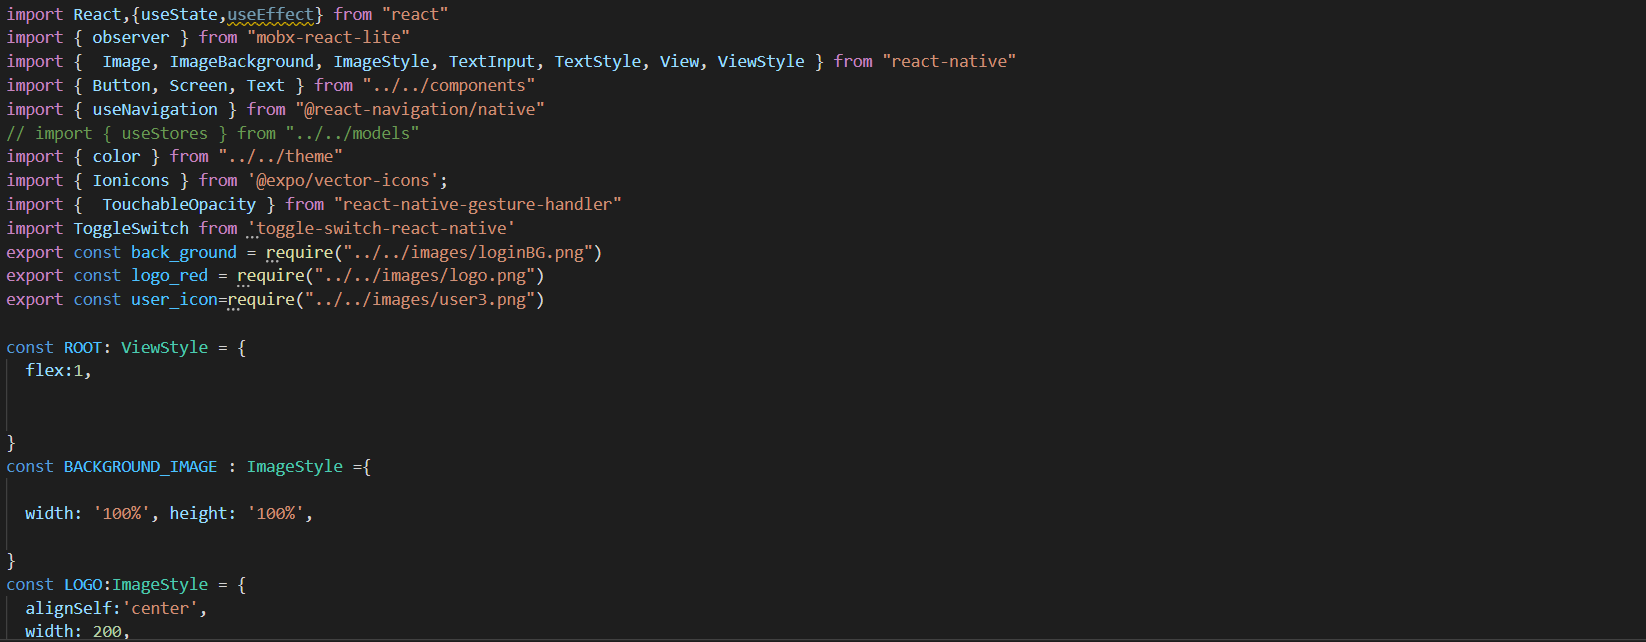 import React,{useState,useEffect} from "react"
import { observer } from "mobx-react-lite"
import {  Image, ImageBackground, ImageStyle, TextInput, TextStyle, View, ViewStyle } from "react-native"
import { Button, Screen, Text } from "../../components"
import { useNavigation } from "@react-navigation/native"
// import { useStores } from "../../models"
import { color } from "../../theme"
import { Ionicons } from '@expo/vector-icons';
import {  TouchableOpacity } from "react-native-gesture-handler"
import ToggleSwitch from 'toggle-switch-react-native'
export const back_ground = require("../../images/loginBG.png")
export const logo_red = require("../../images/logo.png")
export const user_icon=require("../../images/user3.png")
const ROOT: ViewStyle = {
  flex:1,
}
const BACKGROUND_IMAGE : ImageStyle ={
  width: '100%', height: '100%',
}
const LOGO:ImageStyle = {
  alignSelf:'center',
  width: 200,